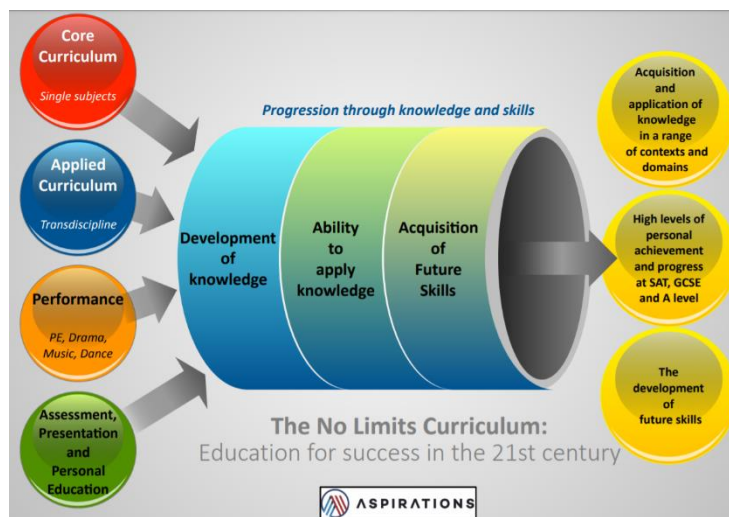 Core
Curriculum
Single subjects
Applied
Curriculum
Transdiscipline
Performance
PE, Drama,
Music, Dance
Assessment,
Presentation
and
Personal
Education
Progression through knowledge and skills
Development
of
knowledge
Ability
to
apply
knowledge
Acquisition
of
Future
Skills
Acquisition
and
application of
knowledge
in a range
of contexts and
domains
High levels of
personal
achievement
and progress
at SAT, GCSE
and A level
The
development
of
future skills
The No Limits Curriculum:
Education for success in the 21st century
ASPIRATIONS